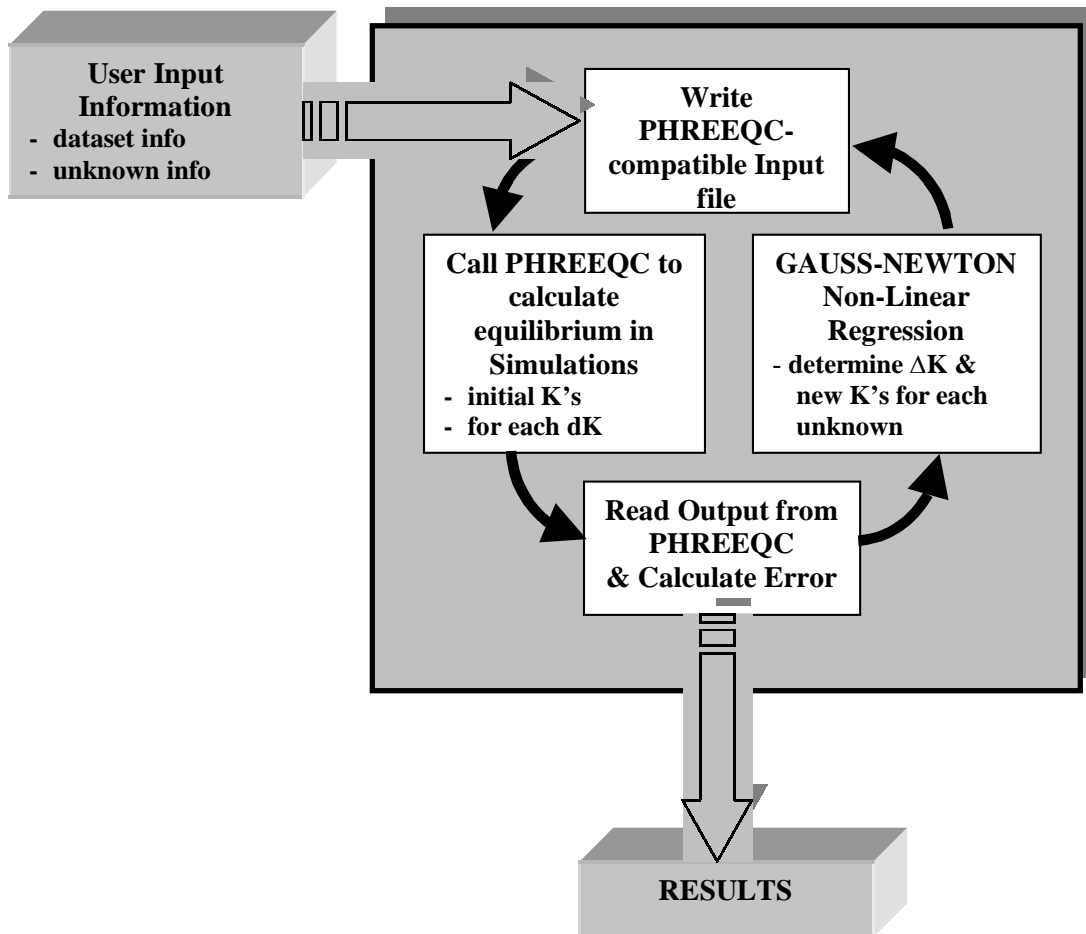 User Input
Information
- dataset info
- unknown info
Write
PHREEQC-
compatible Input
file
Call PHREEQC to
calculate
equilibrium in
Simulations
- initial K's
- for each dK
GAUSS-NEWTON
Non-Linear
Regression
- determine ΔK &
new K's for each
unknown
Read Output from
PHREEQC
& Calculate Error
RESULTS